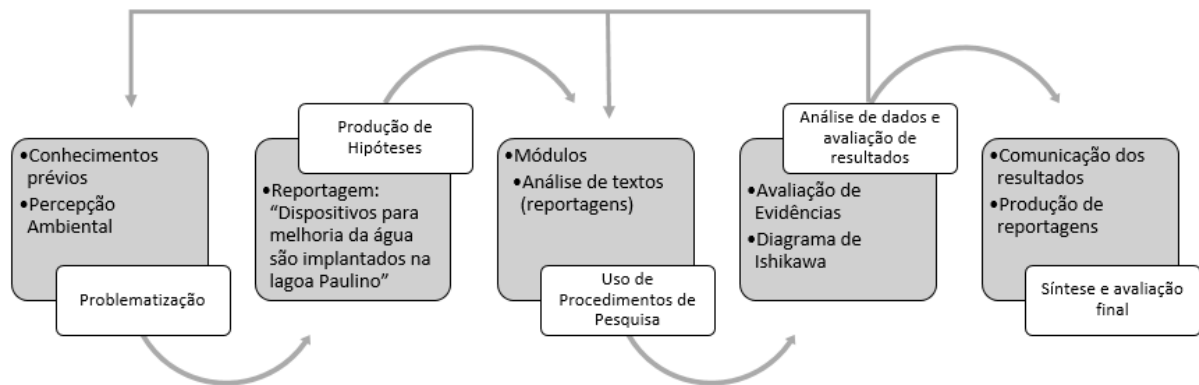 •Conhecimentos
prévios
•Percepção
Ambiental
Problematização
Produção de
Hipóteses
•Reportagem:
“Dispositivos para
melhoria da água
são implantados na
lagoa Paulino”
•Módulos
•Análise de textos
(reportagens)
Uso de
Procedimentos de
Pesquisa
Análise de dados e
avaliação de
resultados
•Avaliação de
Evidências
•Diagrama de
Ishikawa
•Comunicação dos
resultados
•Produção de
reportagens
Síntese e avaliação
final